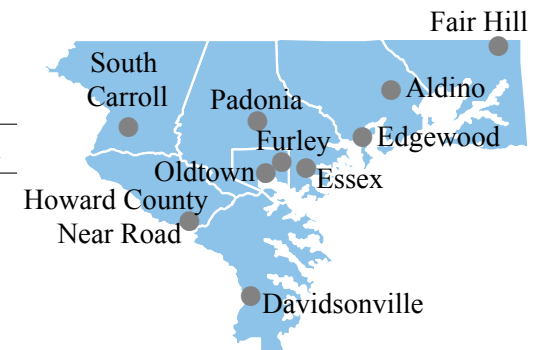 Fair Hill
South
Carroll
Aldino
Padonia
Furley
Edgewood
Oldtown
Essex
Howard County
Near Road
Davidsonville